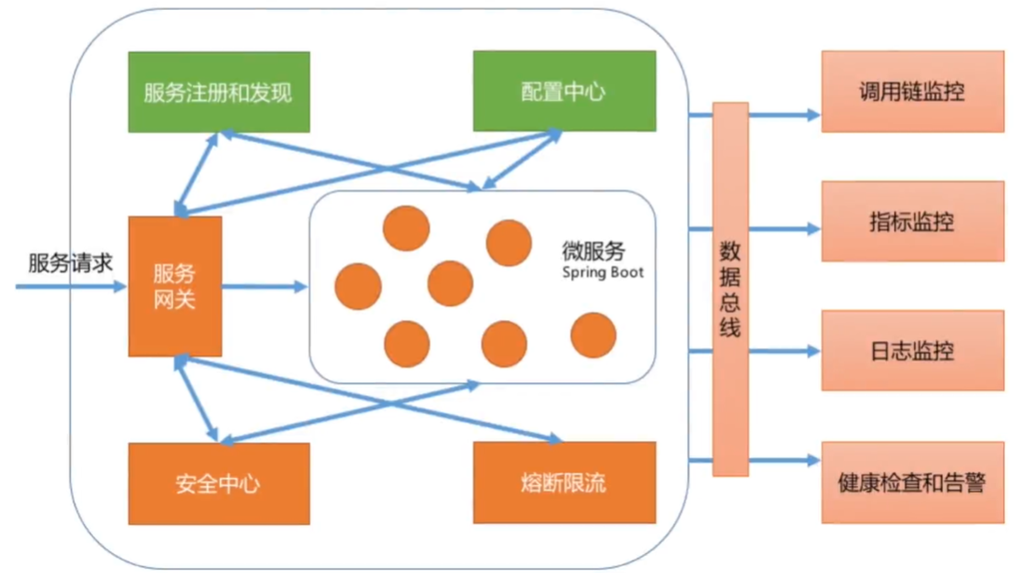 服务注册和发现
配置中心
调用链监控
指标监控
服务请求
服务
网关
微服务
Spring Boot
数
据
总
线
日志监控
安全中心
熔断限流
健康检查和告警